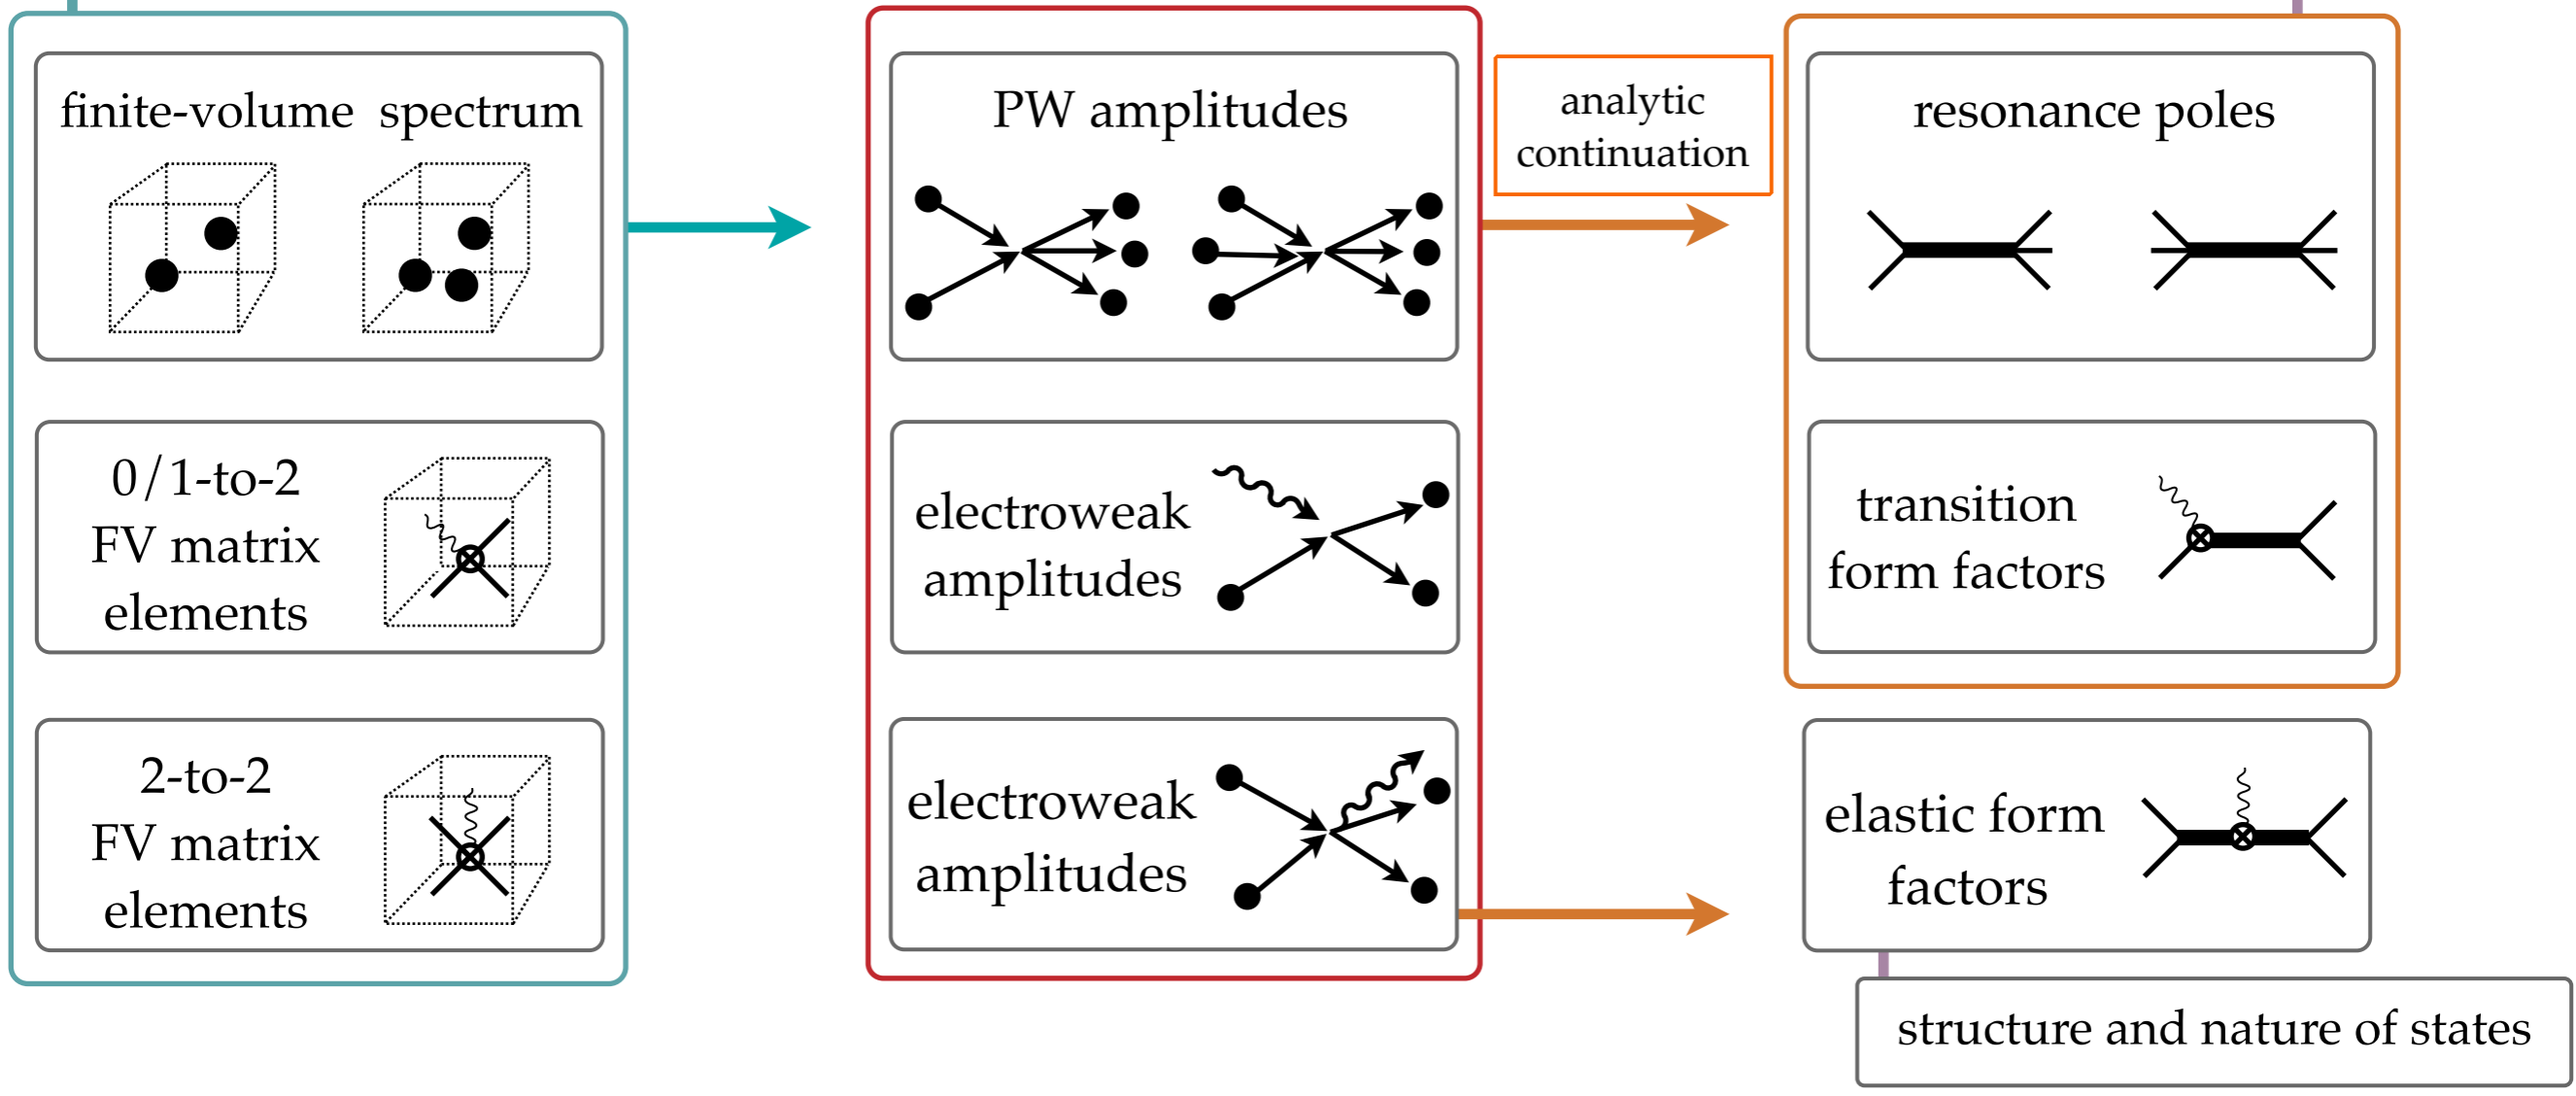 finite-volume spectrum
0/1-to-2
FV matrix
elements
2-to-2
FV matrix
elements
PW amplitudes
electroweak
amplitudes
electroweak
amplitudes
analytic
continuation
resonance poles
transition
form factors
elastic form
factors
structure and nature of states